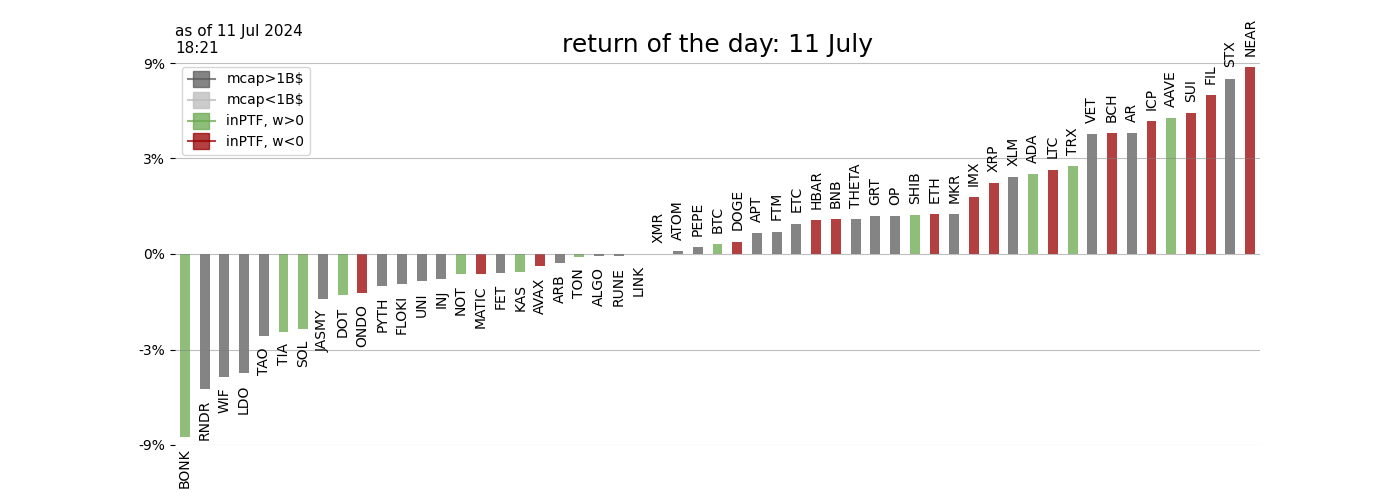 as of 11 Jul 2024
18:21
return of the day: 11 July
9%
3%
0%
-3%
-9%
mcap>1B$
mcap<1B$
inPTF, w>0
inPTF, w<0
BONK
RNDR
WIF
LDO
TAO
TIA
SOL
JASMY
DOT
ONDO
PYTH
FLOKI
UNI
INJ
NOT
MATIC
FET
KAS
AVAX
ARB
TON
ALGO
RUNE
LINK
XMR
ATOM
PEPE
BTC
DOGE
APT
FTM
ETC
HBAR
BNB
THETA
GRT
OP
SHIB
ETH
MKR
IMX
XRP
XLM
ADA
LTC
TRX
VET
BCH
AR
ICP
AAVE
SUI
FIL
STX
NEAR